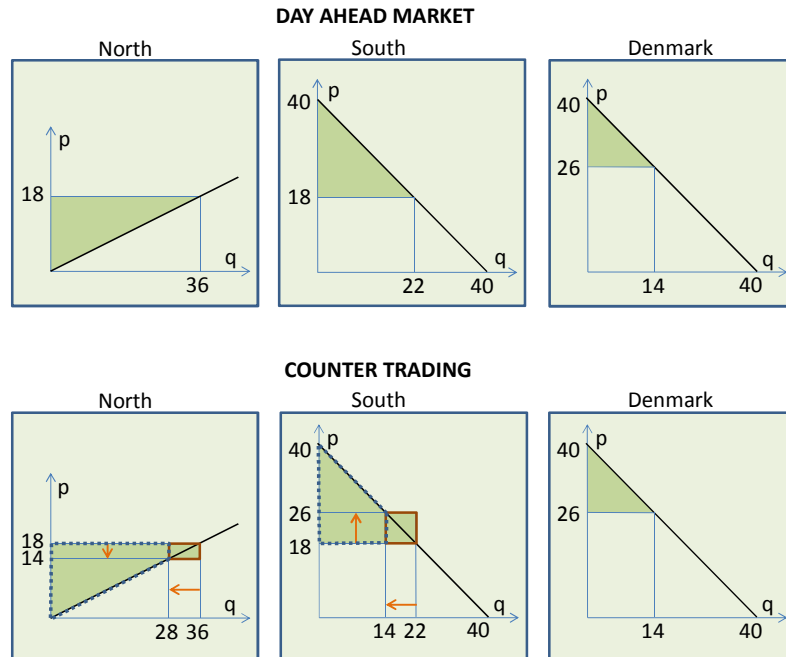 DAY AHEAD MARKET
North South Denmark
p
18
36
q
40
p
18
22
40
q
40
p
26
14
40
q
COUNTER TRADING
North South Denmark
p
18
14
28 36
q
40
p
26
18
14 22
40
q
40
p
26
14
40
q